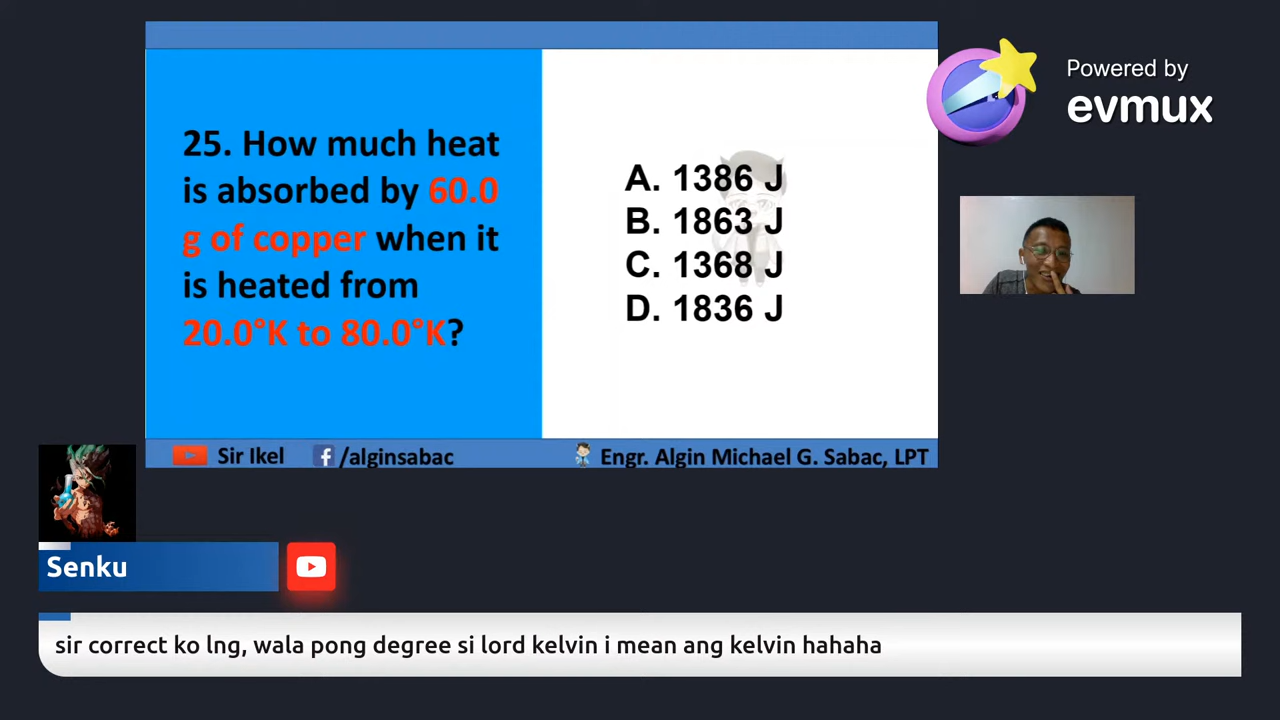 25. How much heat
is absorbed by 60.0
g of copper when it
is heated from
20.0°K to 80.0°K?
A. 1386 J
B. 1863 J
C. 1368 J
D. 1836 J
Sir Ikel
/alginsabac
Engr. Algin Michael G. Sabac, LPT
Powered by
evmux
Senku
sir correct ko lng, wala pong degree si lord kelvin i mean ang kelvin hahaha